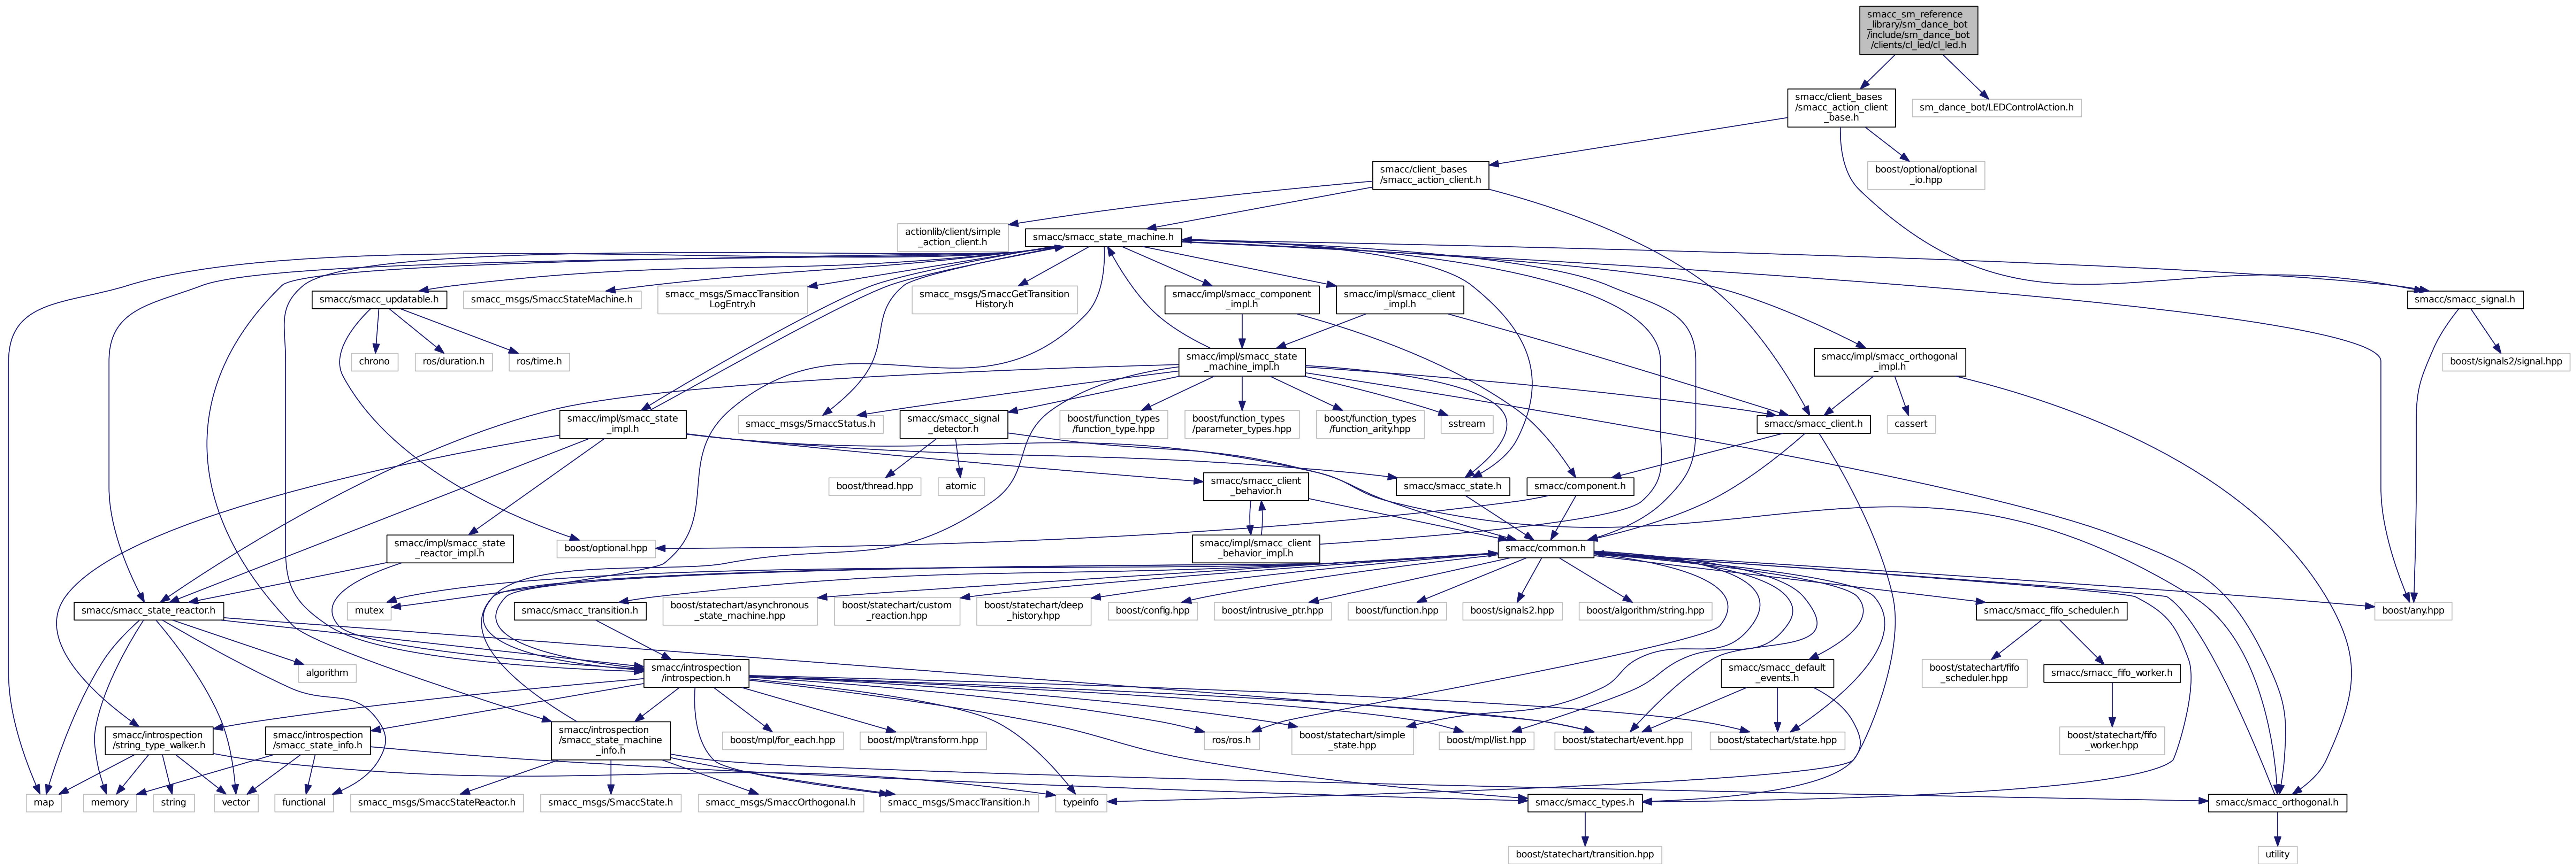 smacc_sm_reference
_library/sm_dance_bot
/include/sm_dance_bot
/clients/cl_led/cl_led.h
smacc/client_bases
/smacc_action_client
_base.h
sm_dance_bot/LEDControlAction.h
smacc/client_bases
/smacc_action_client.h
boost/optional/optional
_io.hpp
actionlib/client/simple
_action_client.h
smacc/smacc_state_machine.h
smacc/smacc_updatable.h
smacc_msgs/SmaccStateMachine.h
smacc_msgs/SmaccTransition
LogEntry.h
smacc_msgs/SmaccGetTransition
History.h
smacc/impl/smacc_component
_impl.h
smacc/impl/smacc_client
_impl.h
smacc/smacc_signal.h
chrono
ros/duration.h
ros/time.h
smacc/impl/smacc_state
_machine_impl.h
smacc/impl/smacc_orthogonal
_impl.h
boost/signals2/signal.hpp
smacc/impl/smacc_state
_impl.h
smacc_msgs/SmaccStatus.h
smacc/smacc_signal
_detector.h
boost/function_types
/function_type.hpp
boost/function_types
/parameter_types.hpp
boost/function_types
/function_arity.hpp
sstream
smacc/smacc_client.h
cassert
boost/thread.hpp
atomic
smacc/smacc_client
_behavior.h
smacc/smacc_state.h
smacc/component.h
smacc/impl/smacc_state
_reactor_impl.h
boost/optional.hpp
smacc/impl/smacc_client
_behavior_impl.h
smacc/common.h
smacc/smacc_state_reactor.h
mutex
smacc/smacc_transition.h
boost/statechart/asynchronous
_state_machine.hpp
boost/statechart/custom
_reaction.hpp
boost/statechart/deep
_history.hpp
boost/config.hpp
boost/intrusive_ptr.hpp
boost/function.hpp
boost/signals2.hpp
boost/algorithm/string.hpp
smacc/smacc_fifo_scheduler.h
boost/any.hpp
algorithm
smacc/introspection
/introspection.h
smacc/smacc_default
_events.h
boost/statechart/fifo
_scheduler.hpp
smacc/smacc_fifo_worker.h
smacc/introspection
/string_type_walker.h
smacc/introspection
/smacc_state_info.h
smacc/introspection
/smacc_state_machine
_info.h
boost/mpl/for_each.hpp
boost/mpl/transform.hpp
ros/ros.h
boost/statechart/simple
_state.hpp
boost/mpl/list.hpp
boost/statechart/event.hpp
boost/statechart/state.hpp
boost/statechart/fifo
_worker.hpp
map
memory
string
vector
functional
smacc_msgs/SmaccStateReactor.h
smacc_msgs/SmaccState.h
smacc_msgs/SmaccOrthogonal.h
smacc_msgs/SmaccTransition.h
typeinfo
smacc/smacc_types.h
smacc/smacc_orthogonal.h
boost/statechart/transition.hpp
utility